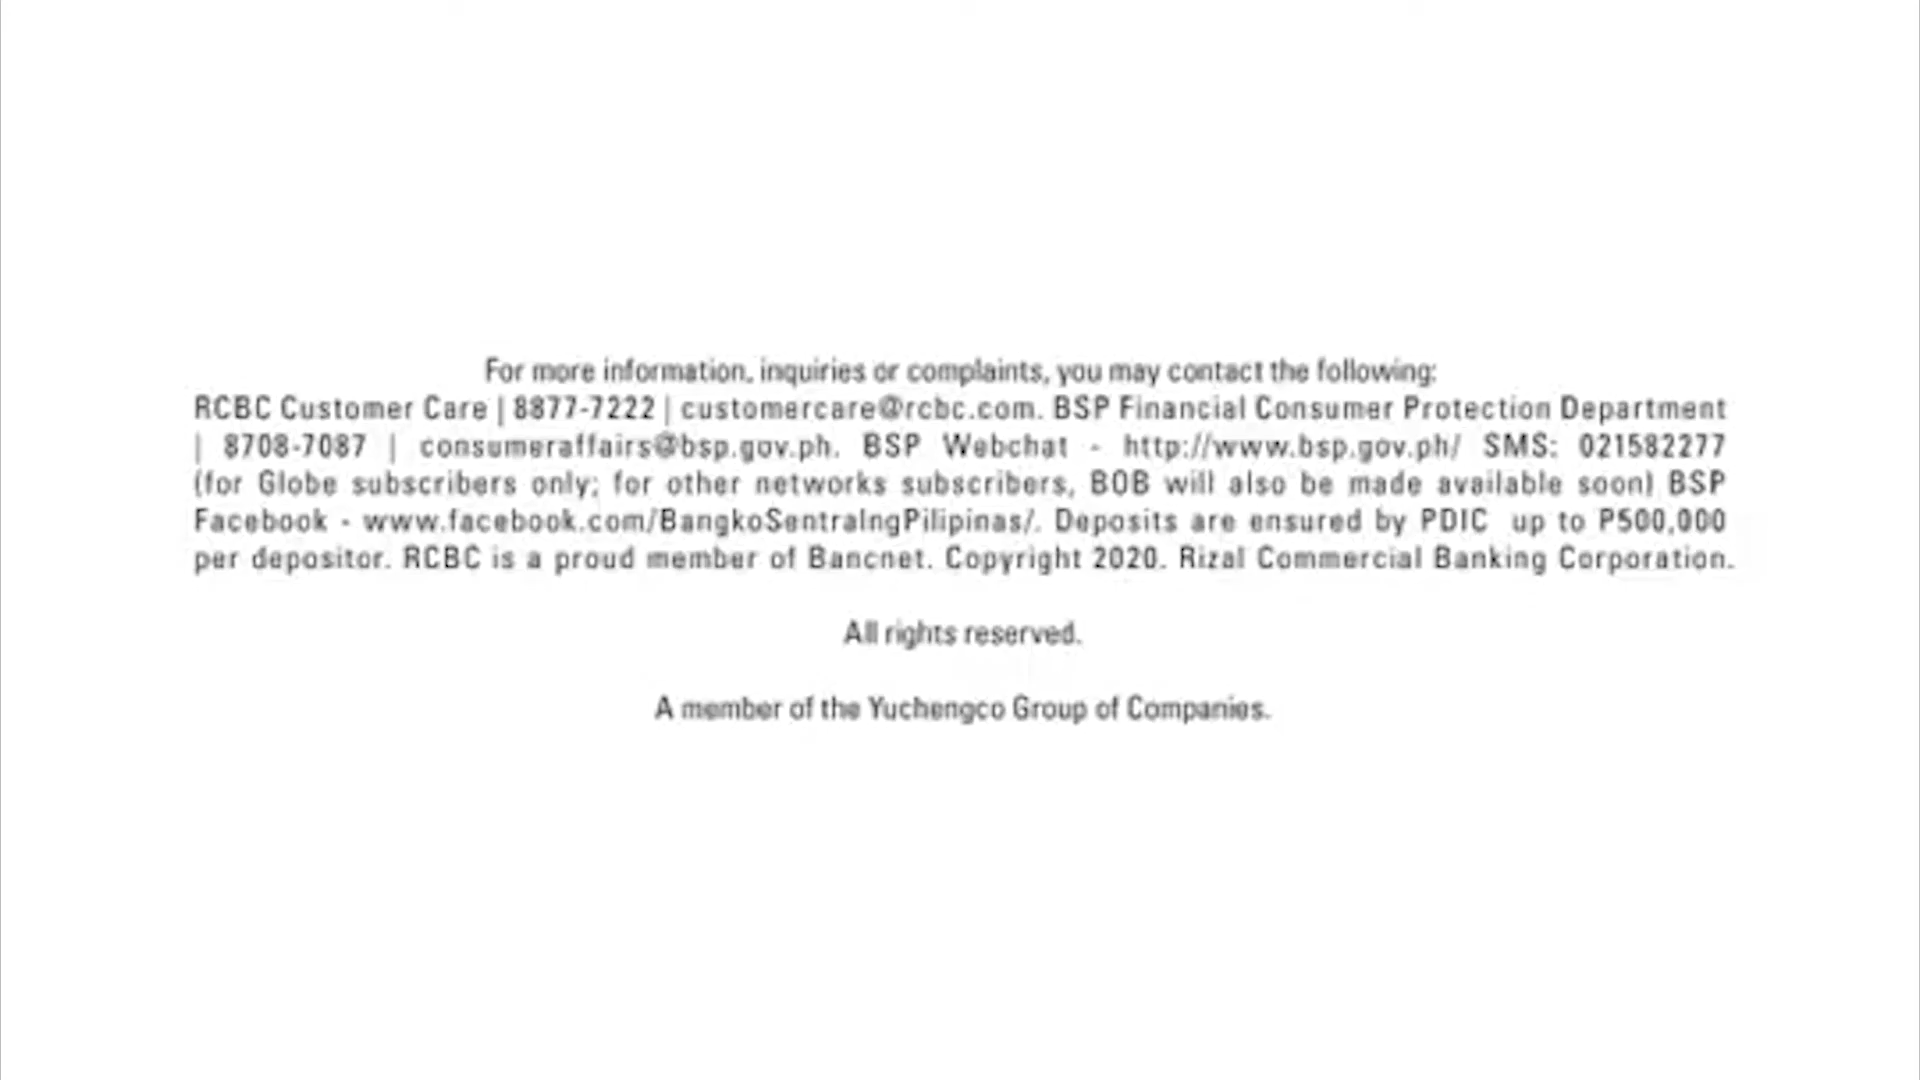 For more information, inquiries or complaints, you may contact the following:
RCBC Customer Care | 8877-7222 | customercare@rcbc.com. BSP Financial Consumer Protection Department
| 8708-7087 | consumeraffairs@bsp.gov.ph. BSP Webchat - http://www.bsp.gov.ph/ SMS: 021582277
(for Globe subscribers only; for other networks subscribers, BOB will also be made available soon) BSP
Facebook - www.facebook.com/BangkoSentralngPilipinas/. Deposits are ensured by PDIC up to P500,000
per depositor. RCBC is a proud member of Bancnet. Copyright 2020. Rizal Commercial Banking Corporation.
All rights reserved.
A member of the Yuchengco Group of Companies.